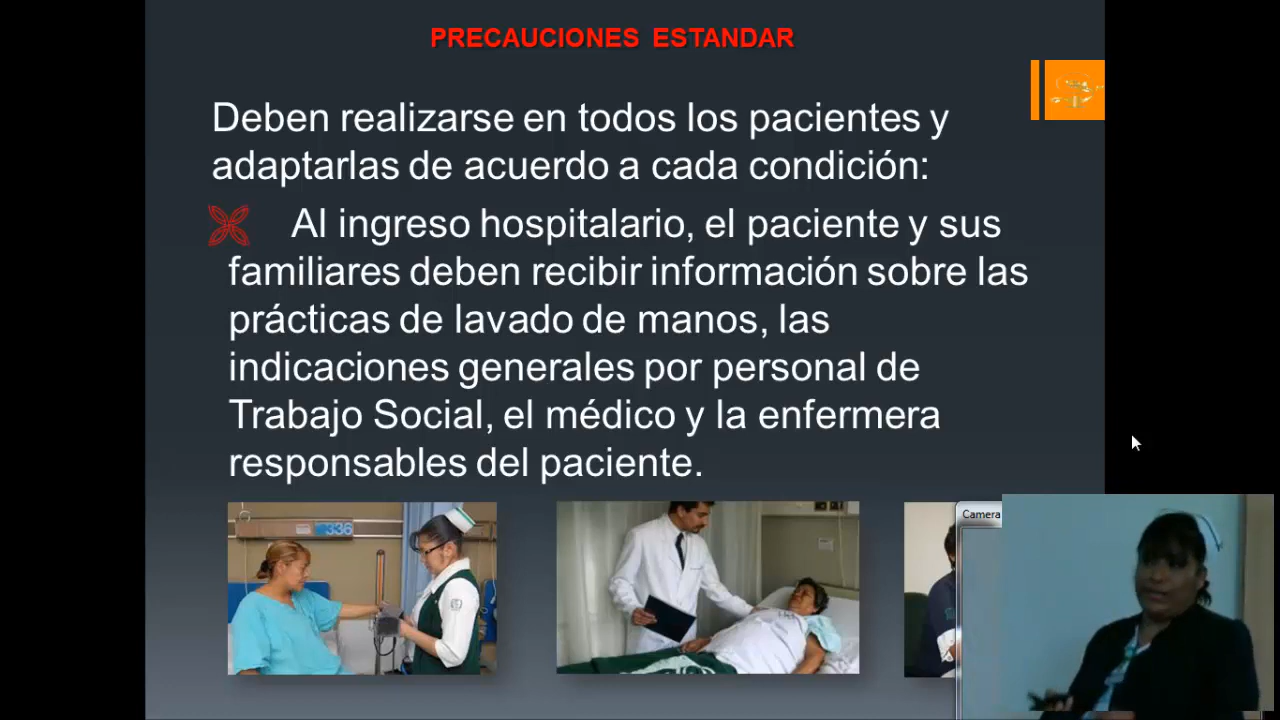 PRECAUCIONES ESTANDAR
Deben realizarse en todos los pacientes y
adaptarlas de acuerdo a cada condición:
Al ingreso hospitalario, el paciente y sus
familiares deben recibir información sobre las
prácticas de lavado de manos, las
indicaciones generales por personal de
Trabajo Social, el médico y la enfermera
responsables del paciente.
336
Camera